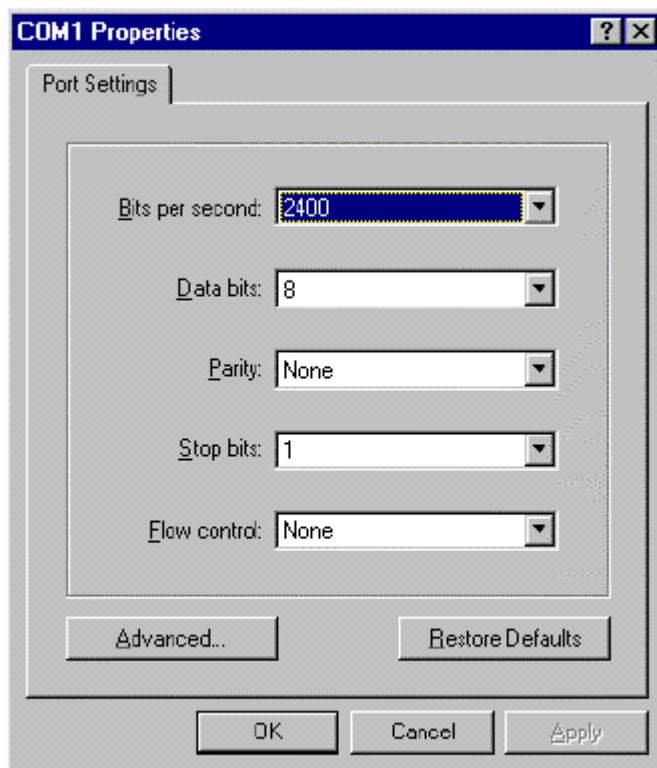 COM1 Properties
Port Settings
Bits per second: 2400
Data bits: 8
Parity: None
Stop bits: 1
Flow control: None
Advanced... Restore Defaults
OK Cancel Apply